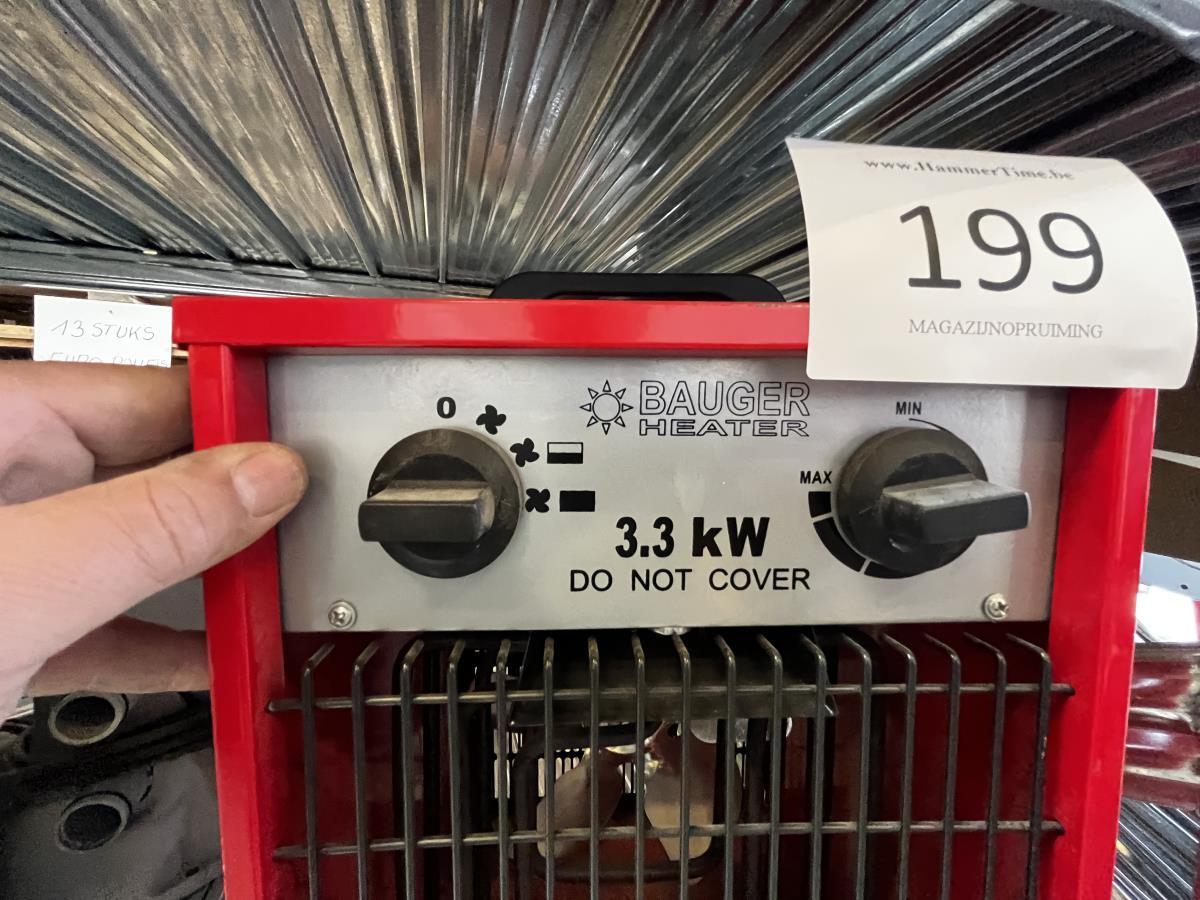 www.HammerTime.be
199
MAGAZIJNOPRUIMING
13 STUKS
0
BAUGER
HEATER
MIN
MAX
3.3 kW
DO NOT COVER